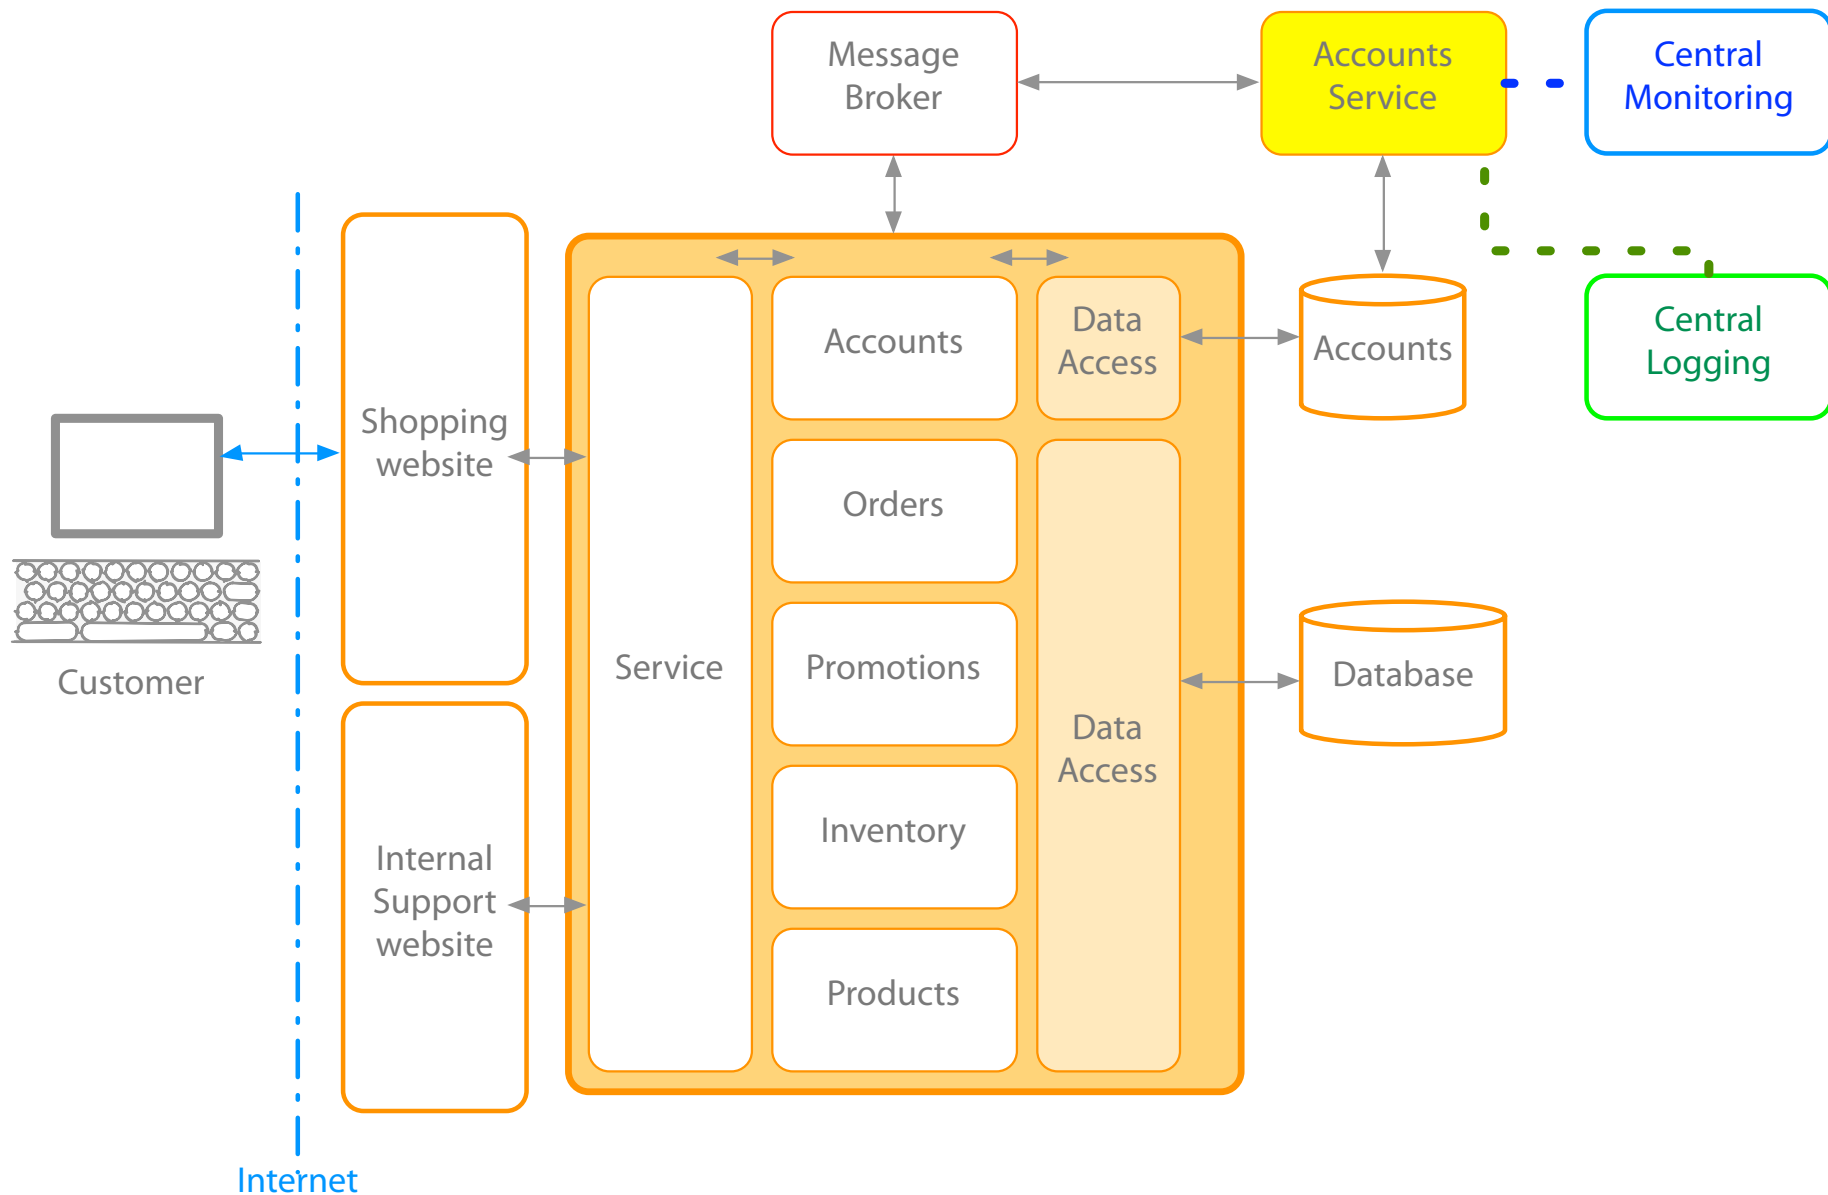 Message
Broker
Accounts
Service
Central
Monitoring
Accounts
Data
Access
Accounts
Central
Logging
Shopping
website
Orders
Customer
Service
Promotions
Database
Data
Access
Internal
Support
website
Inventory
Products
Internet